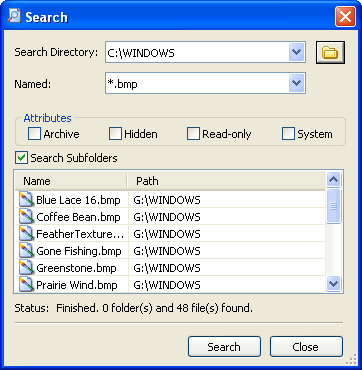 Search
Search Directory: C:\WINDOWS
Named: *.bmp
Attributes
Archive Hidden Read-only System
Search Subfolders
Name Path
Blue Lace 16.bmp G:\WINDOWS
Coffee Bean.bmp G:\WINDOWS
FeatherTexture... G:\WINDOWS
Gone Fishing.bmp G:\WINDOWS
Greenstone.bmp G:\WINDOWS
Prairie Wind.bmp G:\WINDOWS
Status: Finished. 0 folder(s) and 48 file(s) found.
Search Close